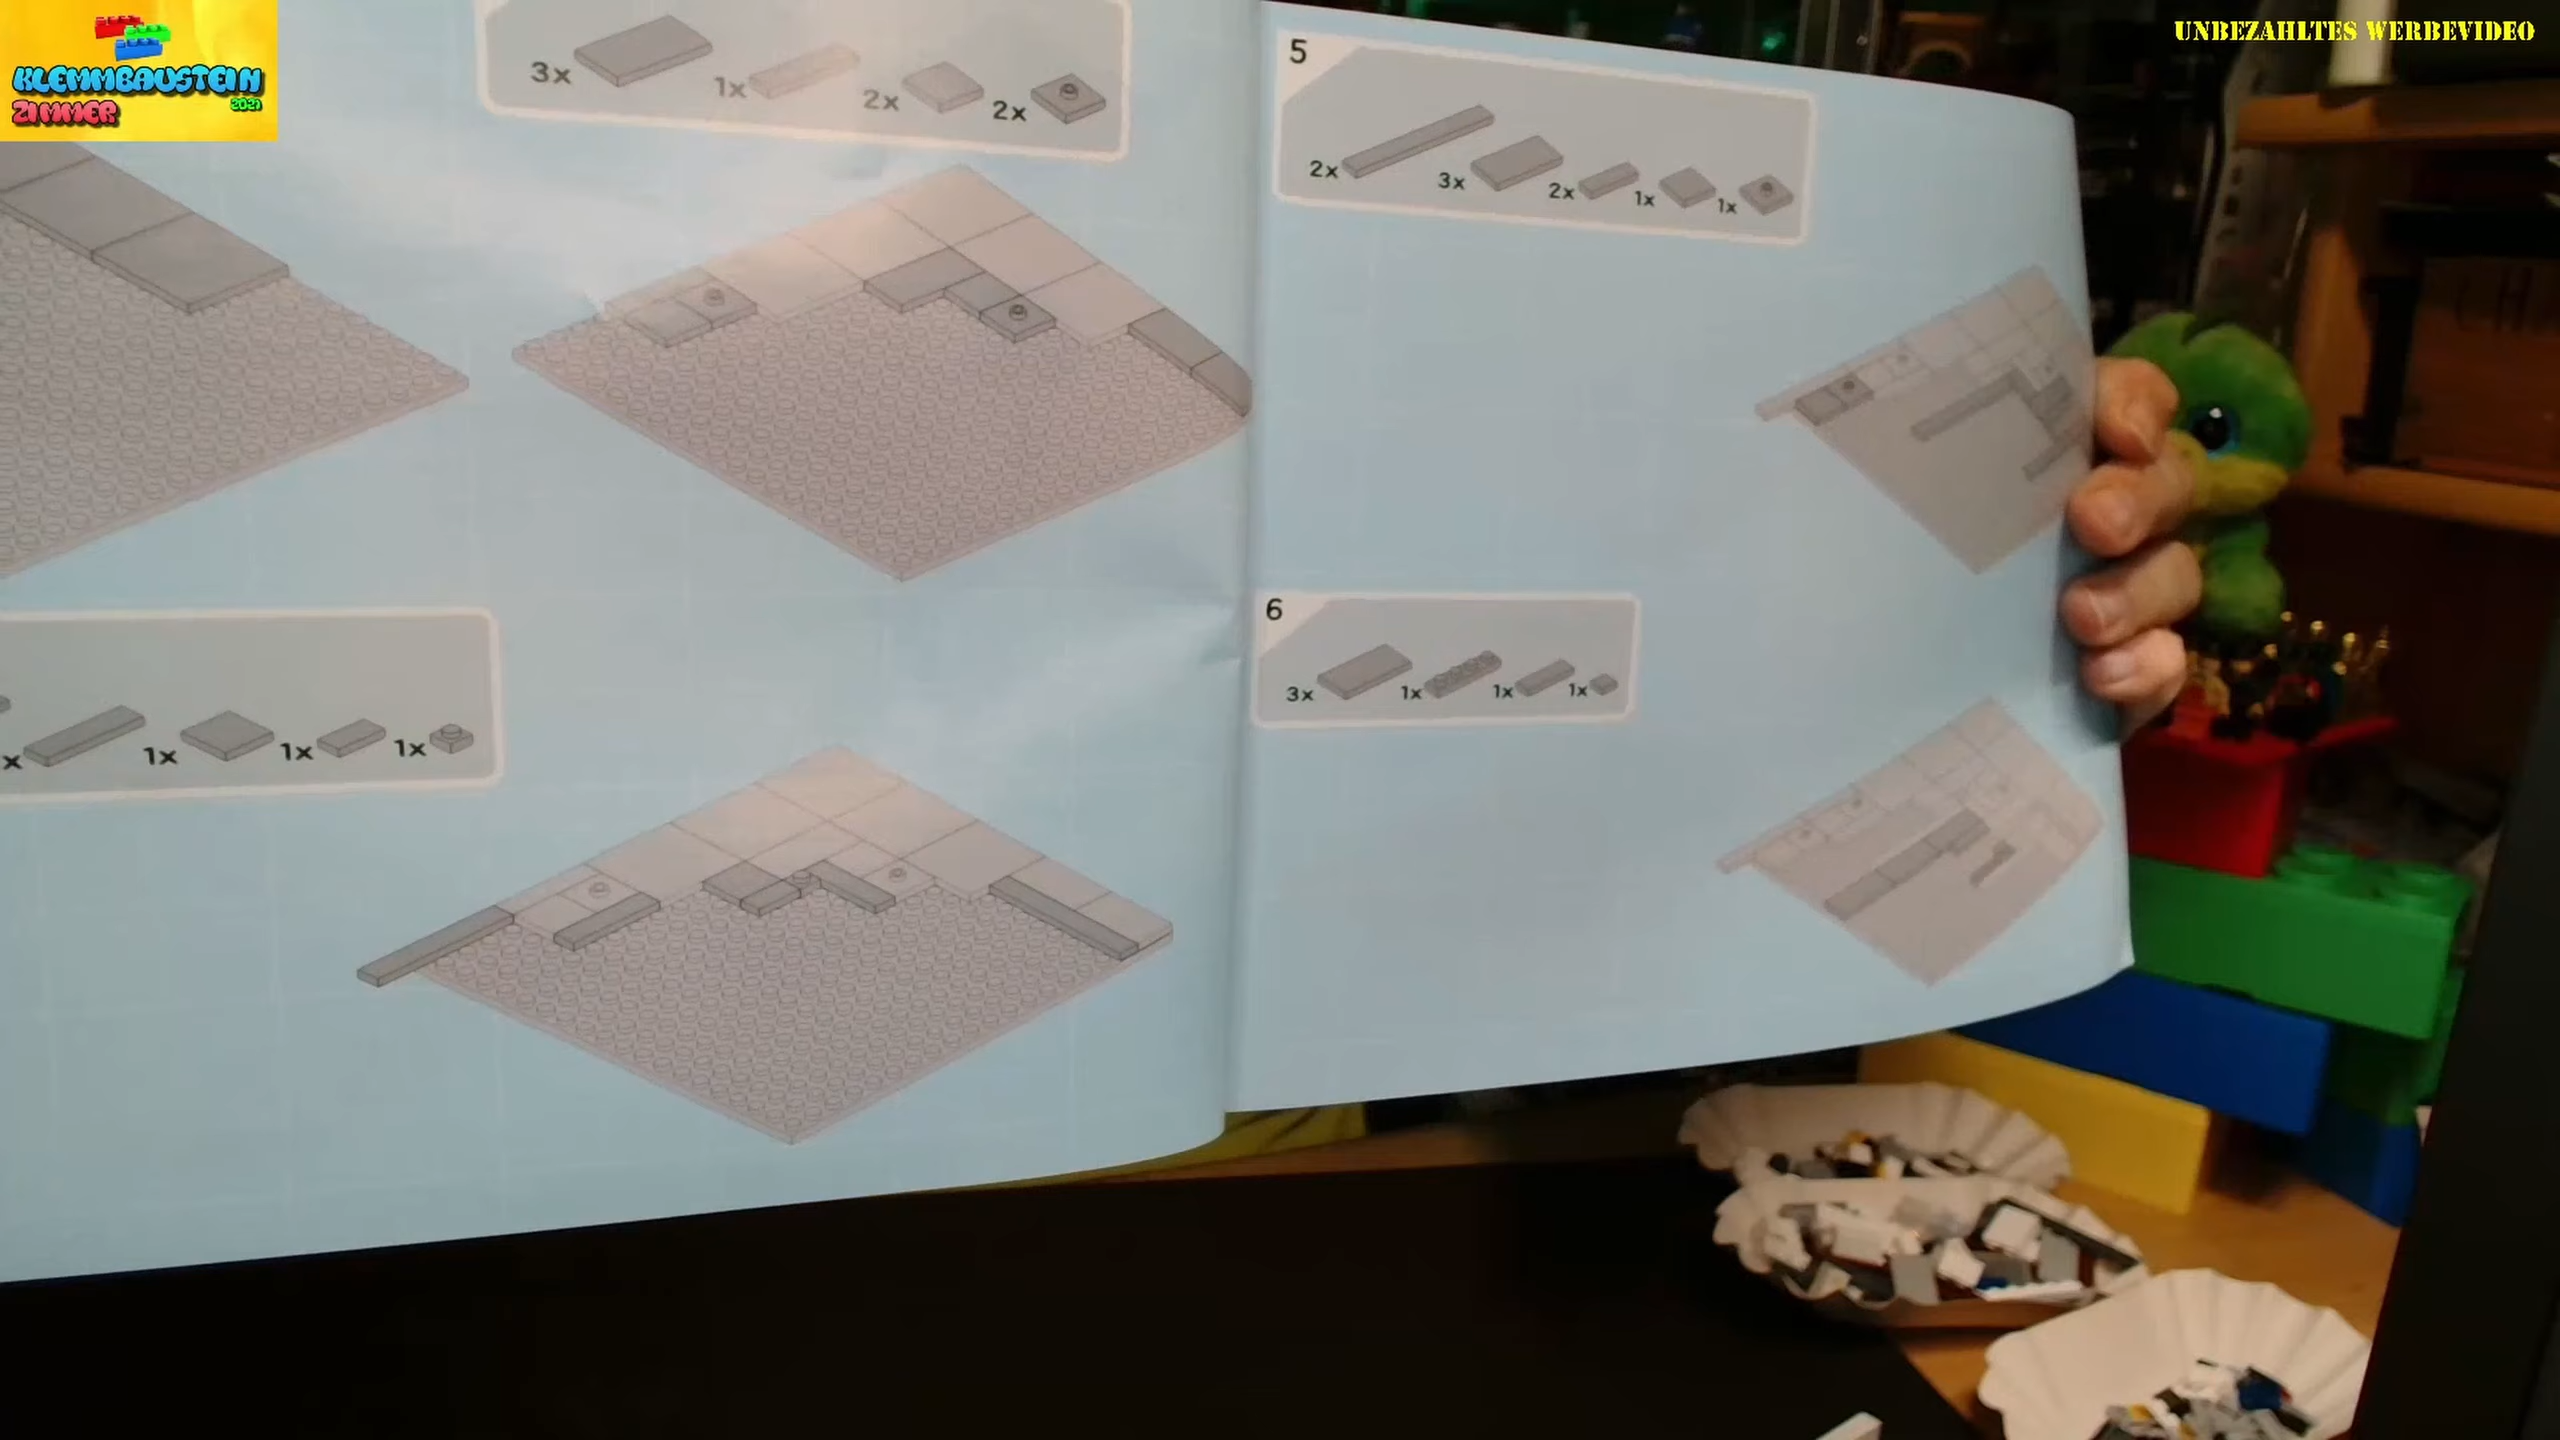 KLEMMBAUSTEIN
ZIMMER 2021
UNBEZAHLTES WERBEVIDEO
3x 1x 2x 2x
x 1x 1x 1x
5
2x 3x 2x 1x 1x
6
3x 1x 1x 1x